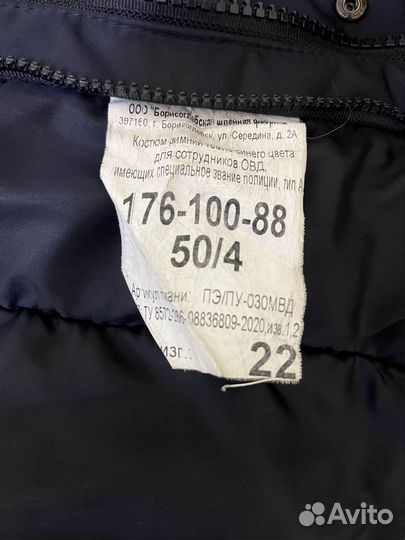 ООО "Борисоглебская швейная
397160, г. Борисоглебск, ул. Середина, д. 2А
Костюм зимний темно-синего цвета
для сотрудников ОВД,
имеющих специальное звание полиции, тип А
176-100-88
50/4
Артикул ткани: ПЭ/ПУ-030МВД
ТУ 8572-036-08836809-2020, изв.1,2
изг.: 22
Avito